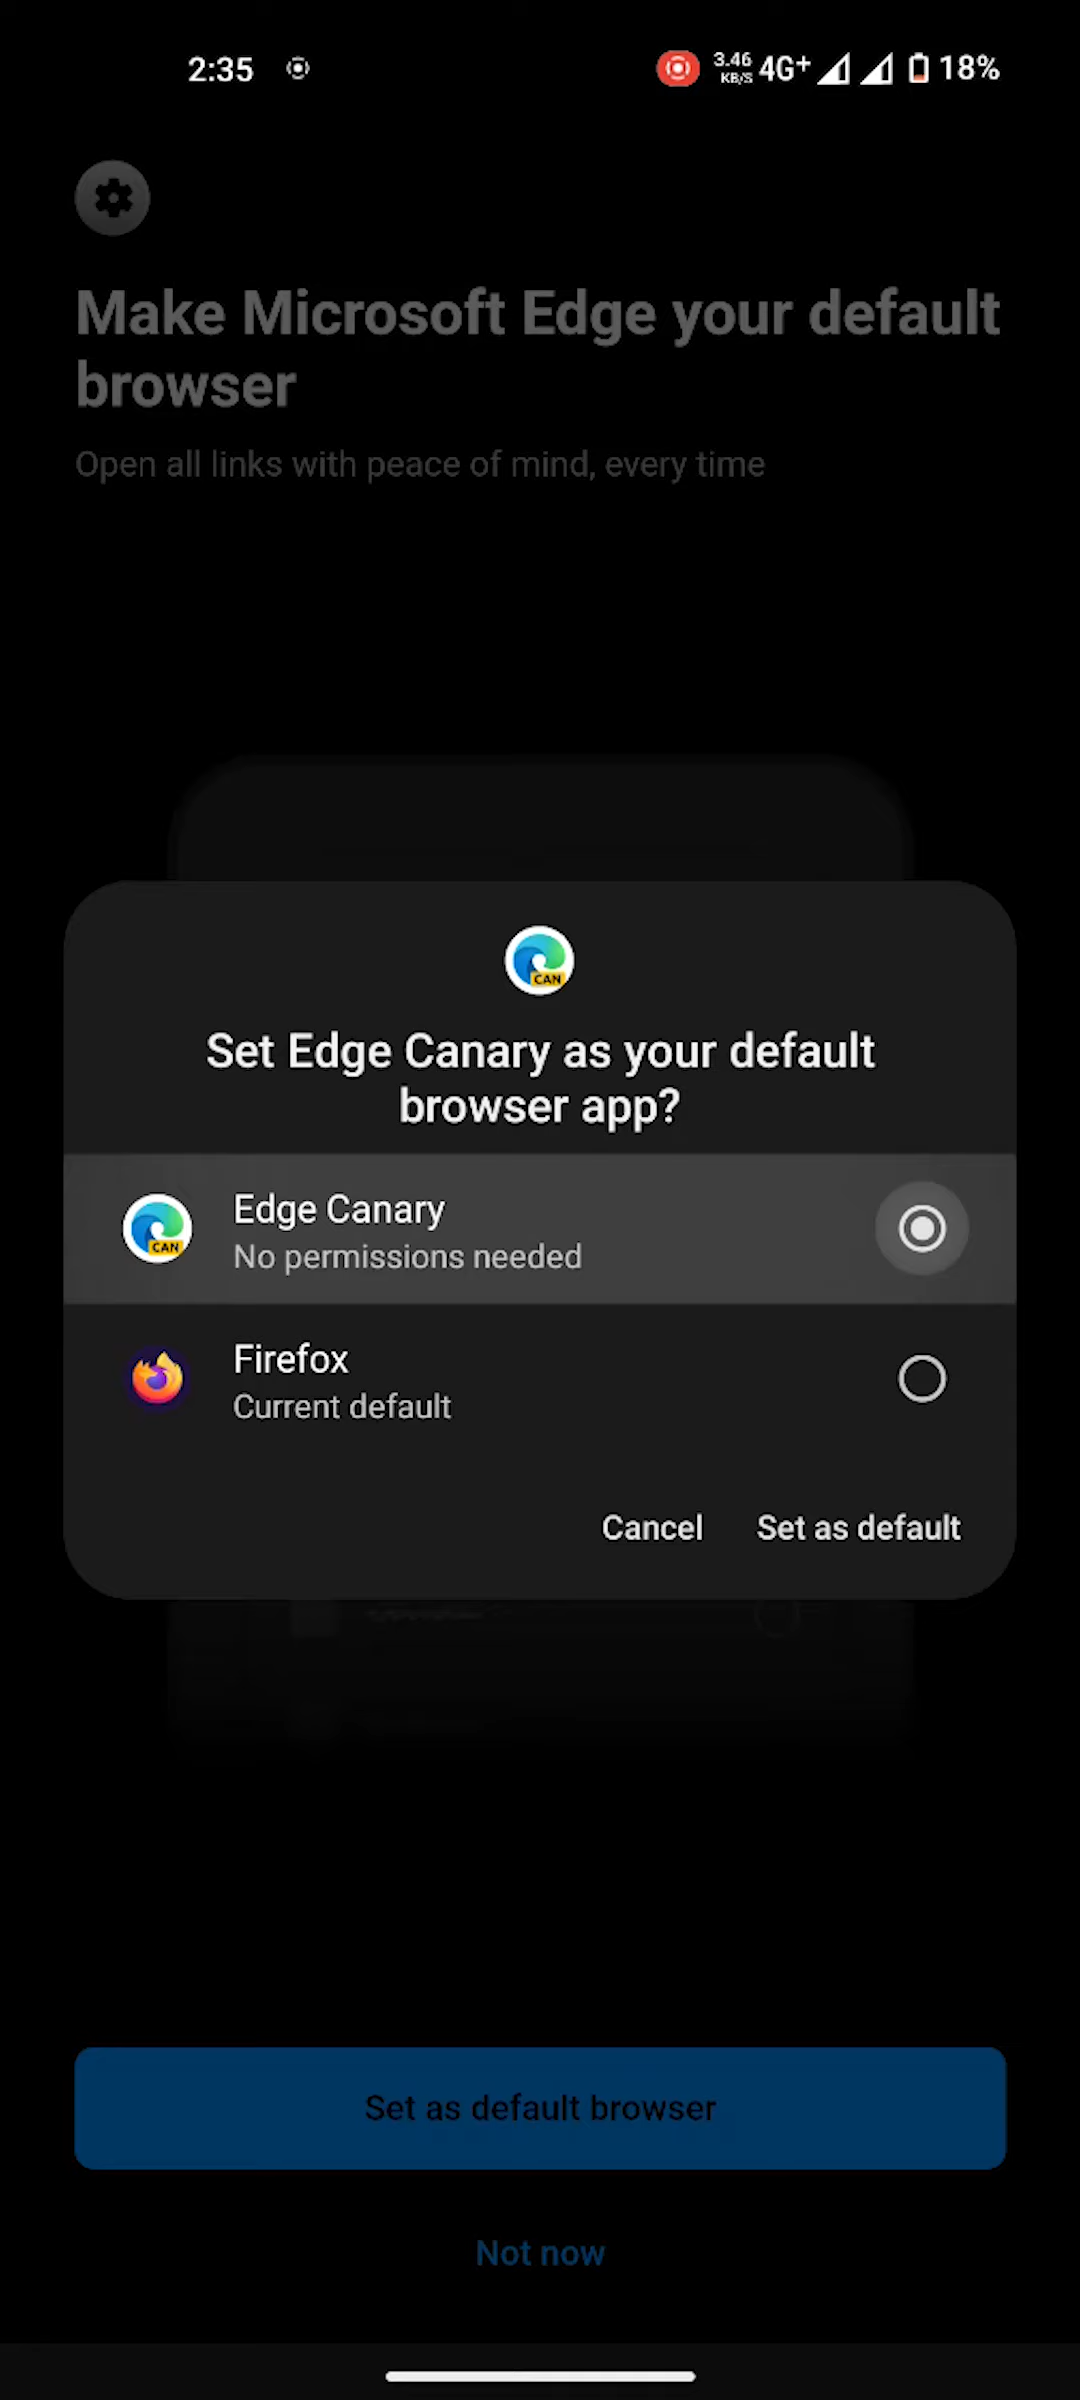 2:35
3.46 KB/S 4G+ 18%
Make Microsoft Edge your default
browser
Open all links with peace of mind, every time
CAN
Set Edge Canary as your default
browser app?
CAN
Edge Canary
No permissions needed
Firefox
Current default
Cancel Set as default
Set as default browser
Not now